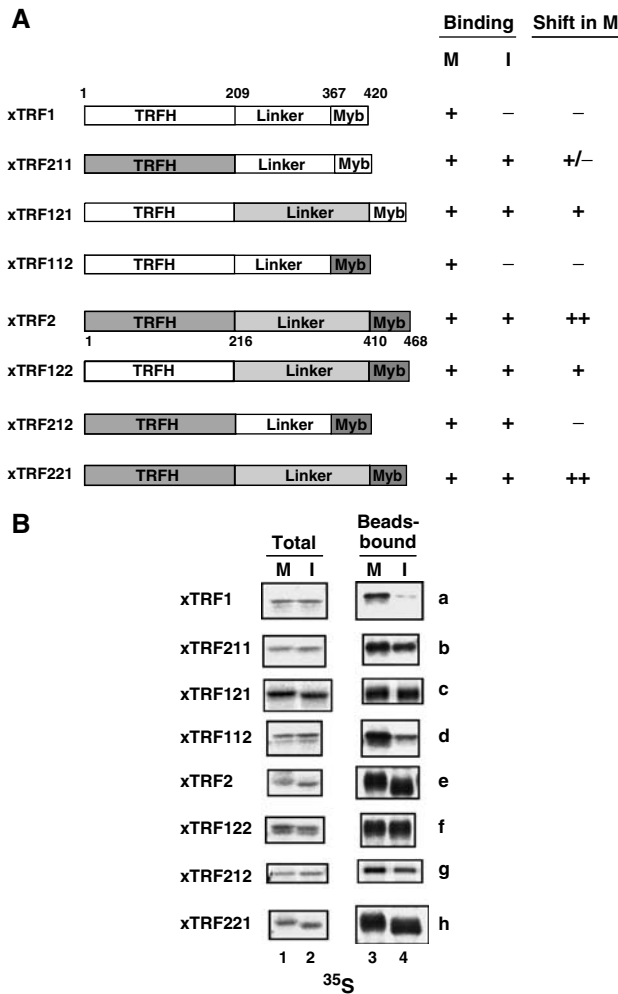 A
Binding Shift in M
M I
1 209 367 420
xTRF1 TRFH Linker Myb + – –
xTRF211 TRFH Linker Myb + + +/–
xTRF121 TRFH Linker Myb + + +
xTRF112 TRFH Linker Myb + – –
xTRF2 TRFH Linker Myb + + ++
1 216 410 468
xTRF122 TRFH Linker Myb + + +
xTRF212 TRFH Linker Myb + + –
xTRF221 TRFH Linker Myb + + ++
B
Total Beads-
bound
M I M I
xTRF1 a
xTRF211 b
xTRF121 c
xTRF112 d
xTRF2 e
xTRF122 f
xTRF212 g
xTRF221 h
1 2 3 4
35S